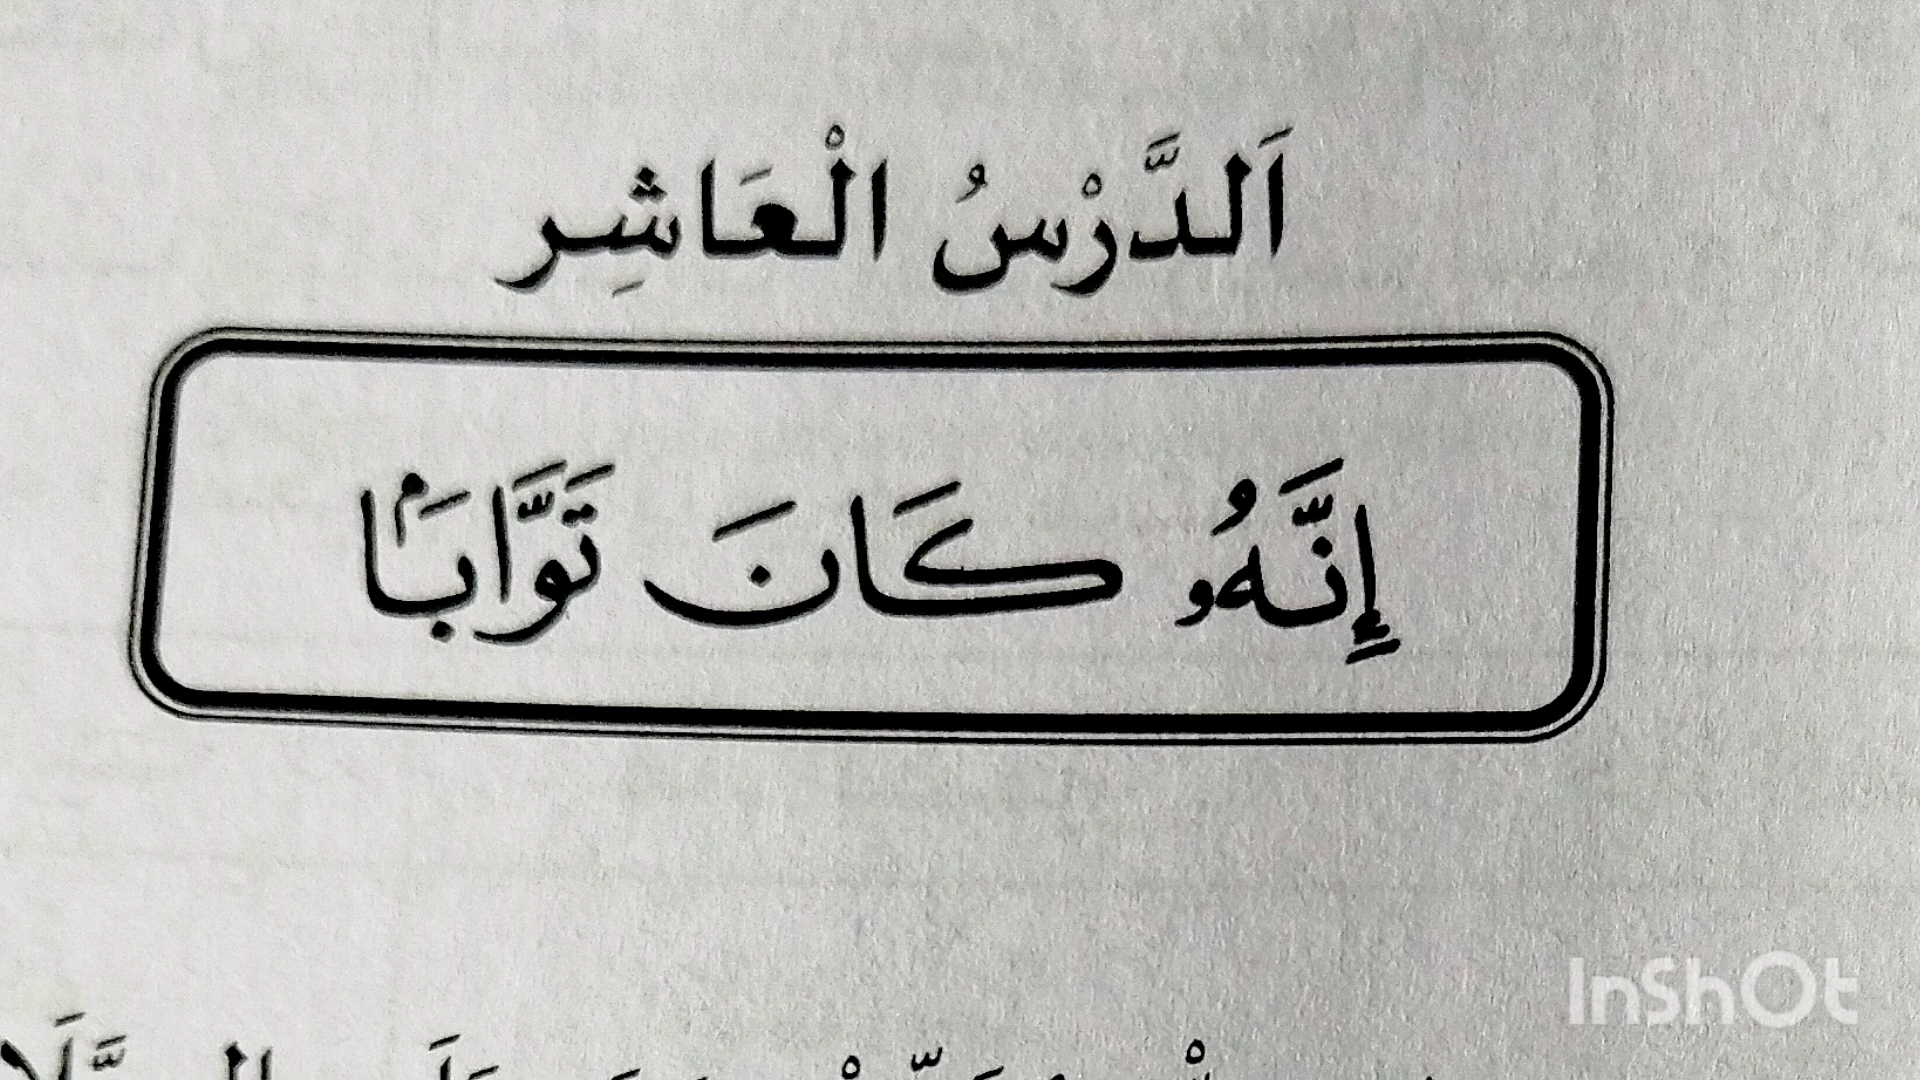 اَلدَّرْسُ الْعَاشِر
إِنَّهُۥ كَانَ تَوَّابَۢا
InShOt